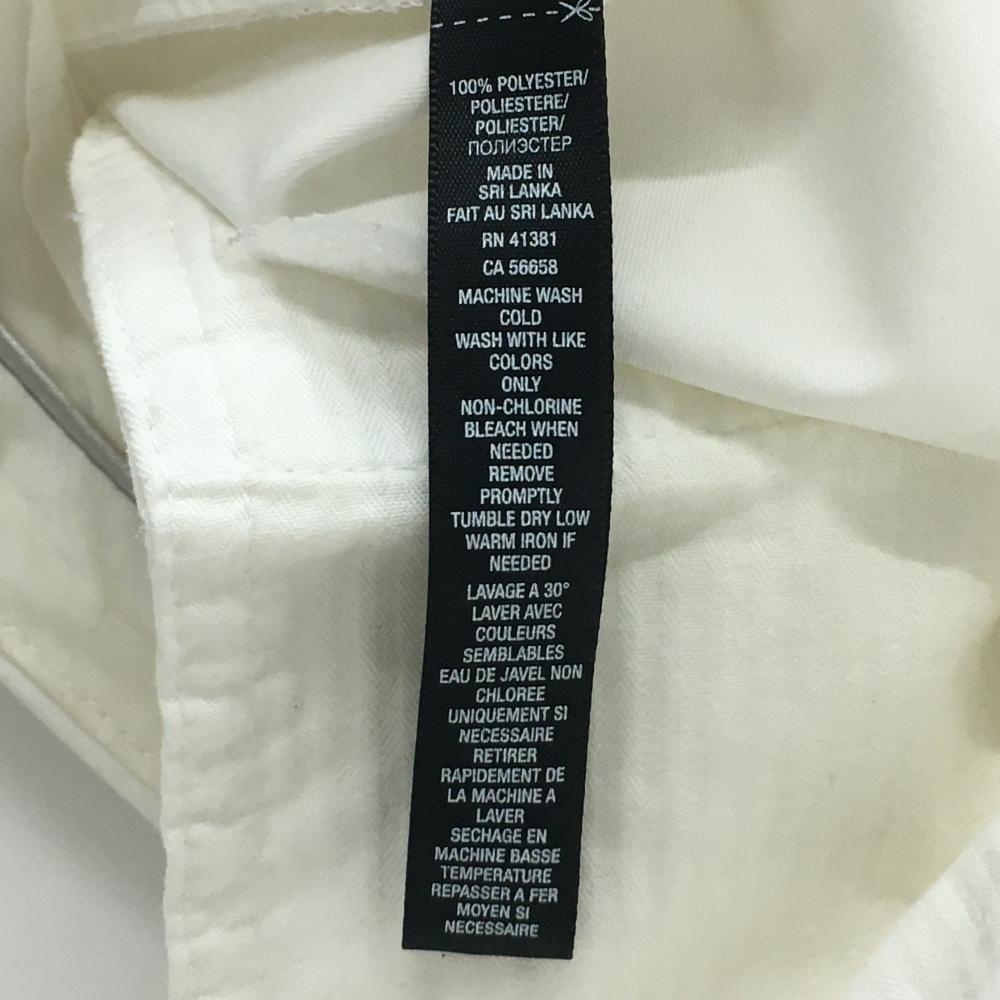 100% POLYESTER/
POLIESTERE/
POLIESTER/
ПОЛИЭСТЕР
MADE IN
SRI LANKA
FAIT AU SRI LANKA
RN 41381
CA 56658
MACHINE WASH
COLD
WASH WITH LIKE
COLORS
ONLY
NON-CHLORINE
BLEACH WHEN
NEEDED
REMOVE
PROMPTLY
TUMBLE DRY LOW
WARM IRON IF
NEEDED
LAVAGE A 30°
LAVER AVEC
COULEURS
SEMBLABLES
EAU DE JAVEL NON
CHLOREE
UNIQUEMENT SI
NECESSAIRE
RETIRER
RAPIDEMENT DE
LA MACHINE A
LAVER
SECHAGE EN
MACHINE BASSE
TEMPERATURE
REPASSER A FER
MOYEN SI
NECESSAIRE